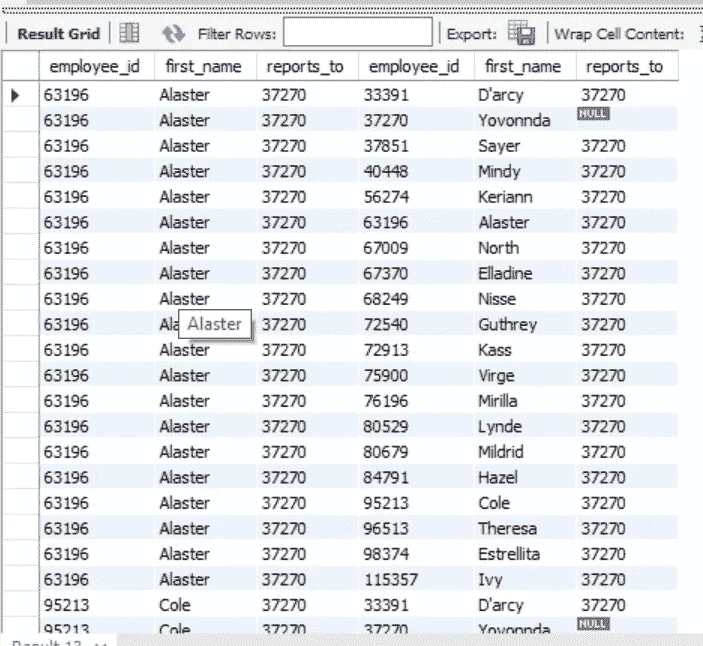 Result Grid Filter Rows: Export: Wrap Cell Content:
employee_id first_name reports_to employee_id first_name reports_to
63196 Alaster 37270 33391 D'arcy 37270
63196 Alaster 37270 37270 Yovonnda NULL
63196 Alaster 37270 37851 Sayer 37270
63196 Alaster 37270 40448 Mindy 37270
63196 Alaster 37270 56274 Keriann 37270
63196 Alaster 37270 63196 Alaster 37270
63196 Alaster 37270 67009 North 37270
63196 Alaster 37270 67370 Elladine 37270
63196 Alaster 37270 68249 Nisse 37270
63196 Ala Alaster 37270 72540 Guthrey 37270
63196 Alaster 37270 72913 Kass 37270
63196 Alaster 37270 75900 Virge 37270
63196 Alaster 37270 76196 Mirilla 37270
63196 Alaster 37270 80529 Lynde 37270
63196 Alaster 37270 80679 Mildrid 37270
63196 Alaster 37270 84791 Hazel 37270
63196 Alaster 37270 95213 Cole 37270
63196 Alaster 37270 96513 Theresa 37270
63196 Alaster 37270 98374 Estrellita 37270
63196 Alaster 37270 115357 Ivy 37270
95213 Cole 37270 33391 D'arcy 37270
95213 Cole 37270 37270 Yovonnda NULL
Result 13